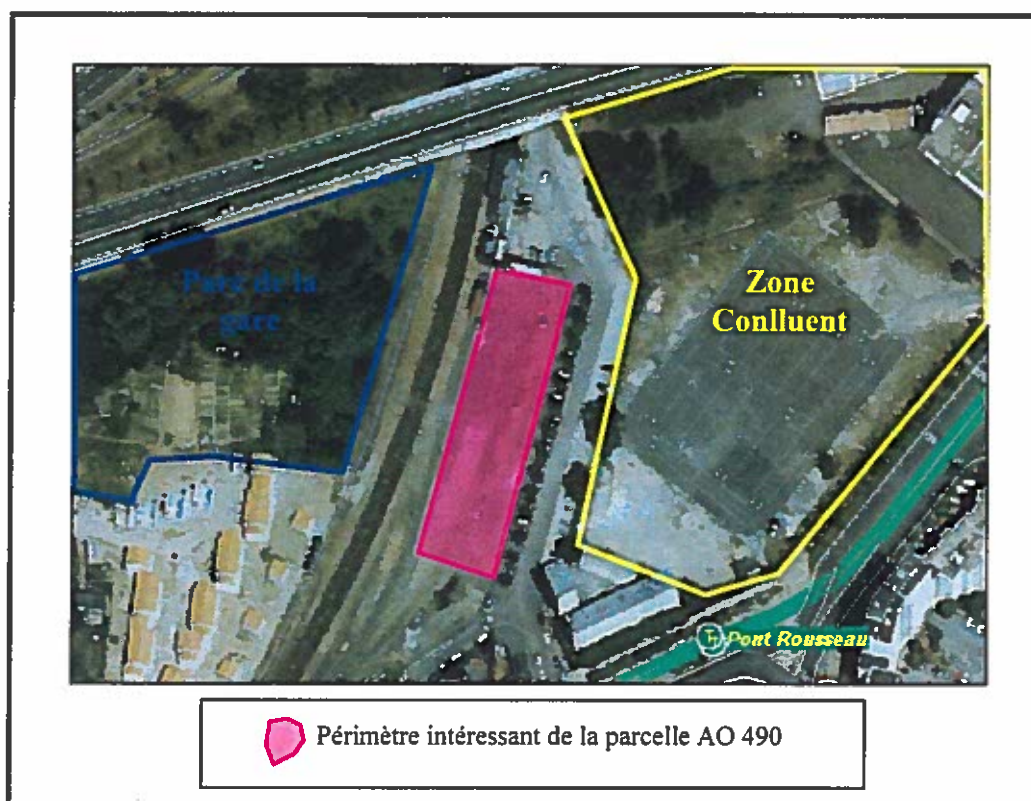 Parc de la
gare
Zone
Conlluent
Pont Rousseau
Périmètre intéressant de la parcelle AO 490